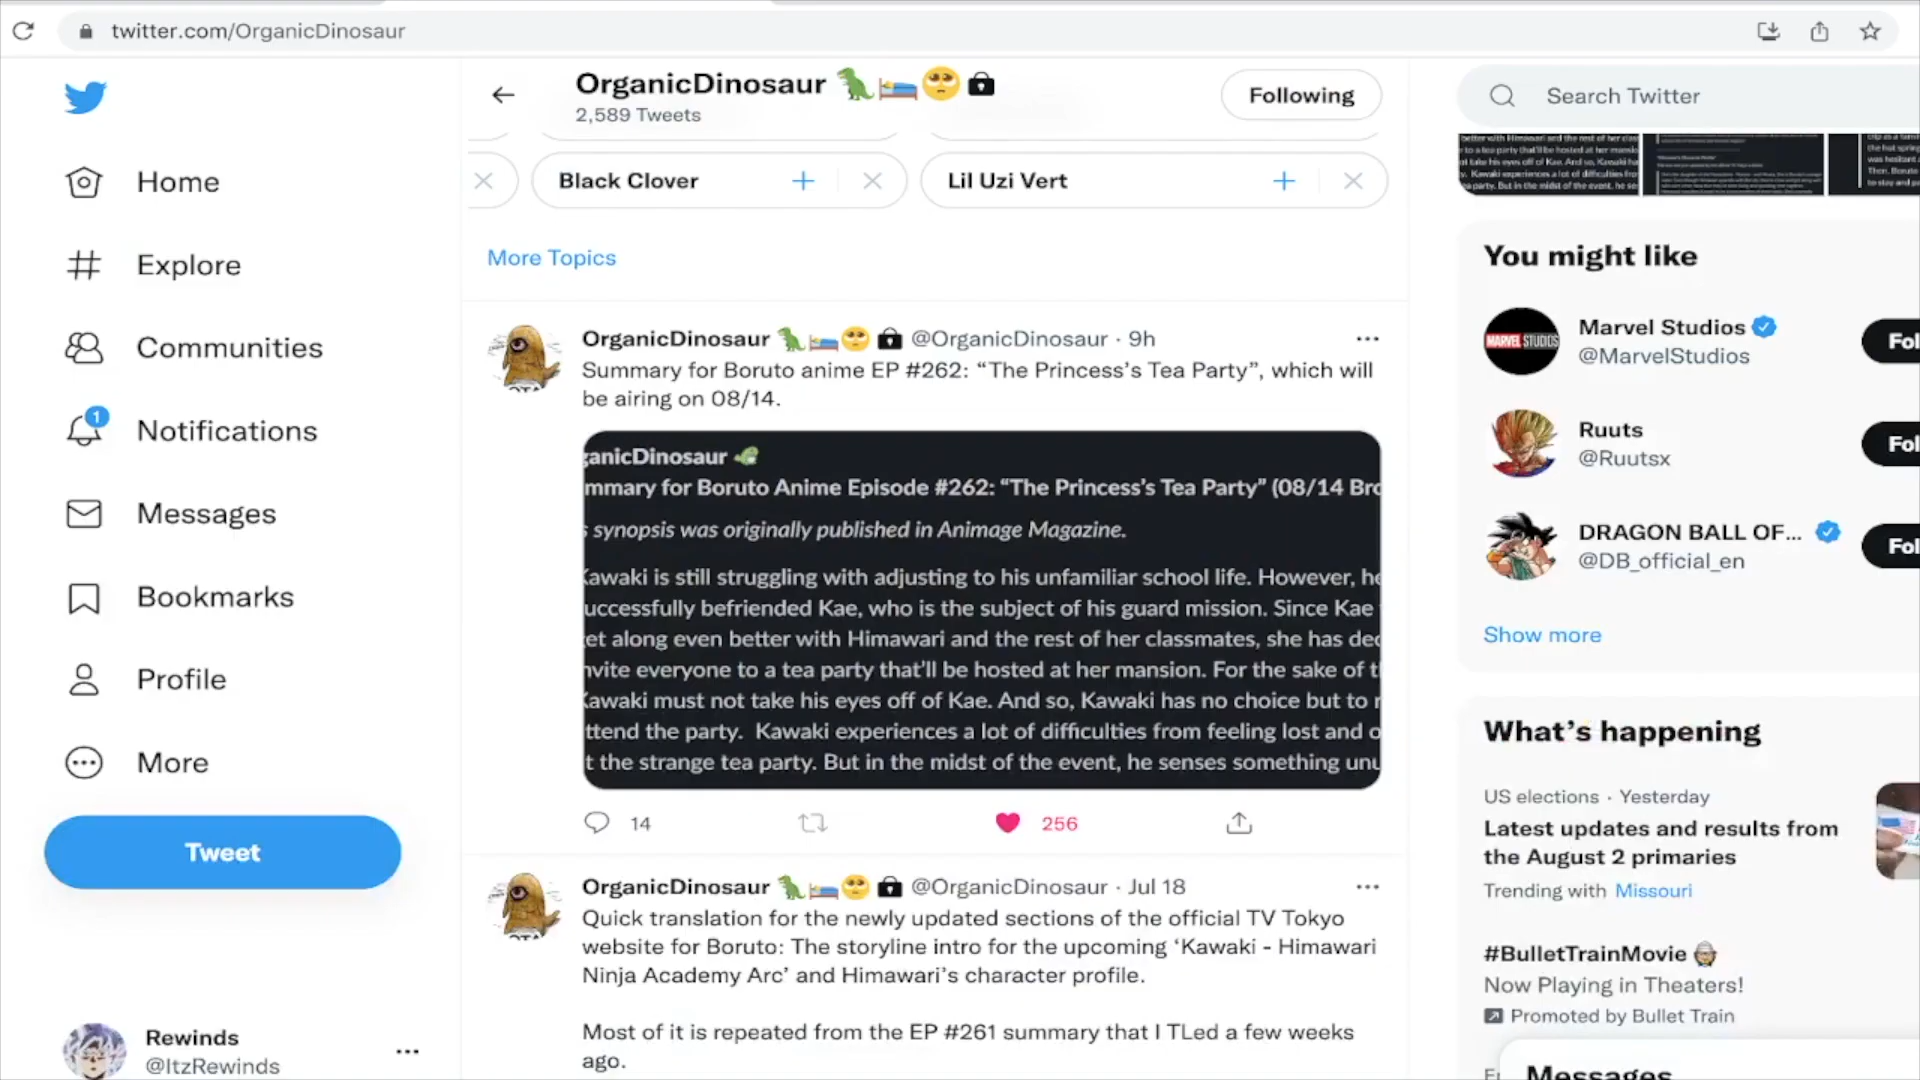 twitter.com/OrganicDinosaur
OrganicDinosaur
2,589 Tweets
Following
Search Twitter
Home
Explore
Communities
1
Notifications
Messages
Bookmarks
Profile
More
Tweet
Rewinds
@ItzRewinds
Black Clover
Lil Uzi Vert
More Topics
OrganicDinosaur @OrganicDinosaur · 9h
Summary for Boruto anime EP #262: “The Princess’s Tea Party”, which will
be airing on 08/14.
ganicDinosaur
mmary for Boruto Anime Episode #262: “The Princess’s Tea Party” (08/14 Bro
s synopsis was originally published in Animage Magazine.
Kawaki is still struggling with adjusting to his unfamiliar school life. However, he
uccessfully befriended Kae, who is the subject of his guard mission. Since Kae
et along even better with Himawari and the rest of her classmates, she has dec
nvite everyone to a tea party that’ll be hosted at her mansion. For the sake of t
Kawaki must not take his eyes off of Kae. And so, Kawaki has no choice but to r
ttend the party. Kawaki experiences a lot of difficulties from feeling lost and o
t the strange tea party. But in the midst of the event, he senses something unu
14
256
OrganicDinosaur @OrganicDinosaur · Jul 18
Quick translation for the newly updated sections of the official TV Tokyo
website for Boruto: The storyline intro for the upcoming ‘Kawaki - Himawari
Ninja Academy Arc’ and Himawari’s character profile.
Most of it is repeated from the EP #261 summary that I TLed a few weeks
ago.
You might like
MARVEL STUDIOS
Marvel Studios
@MarvelStudios
Fol
Ruuts
@Ruutsx
Fol
DRAGON BALL OF...
@DB_official_en
Fol
Show more
What’s happening
US elections · Yesterday
Latest updates and results from
the August 2 primaries
Trending with Missouri
#BulletTrainMovie
Now Playing in Theaters!
Promoted by Bullet Train
Messages